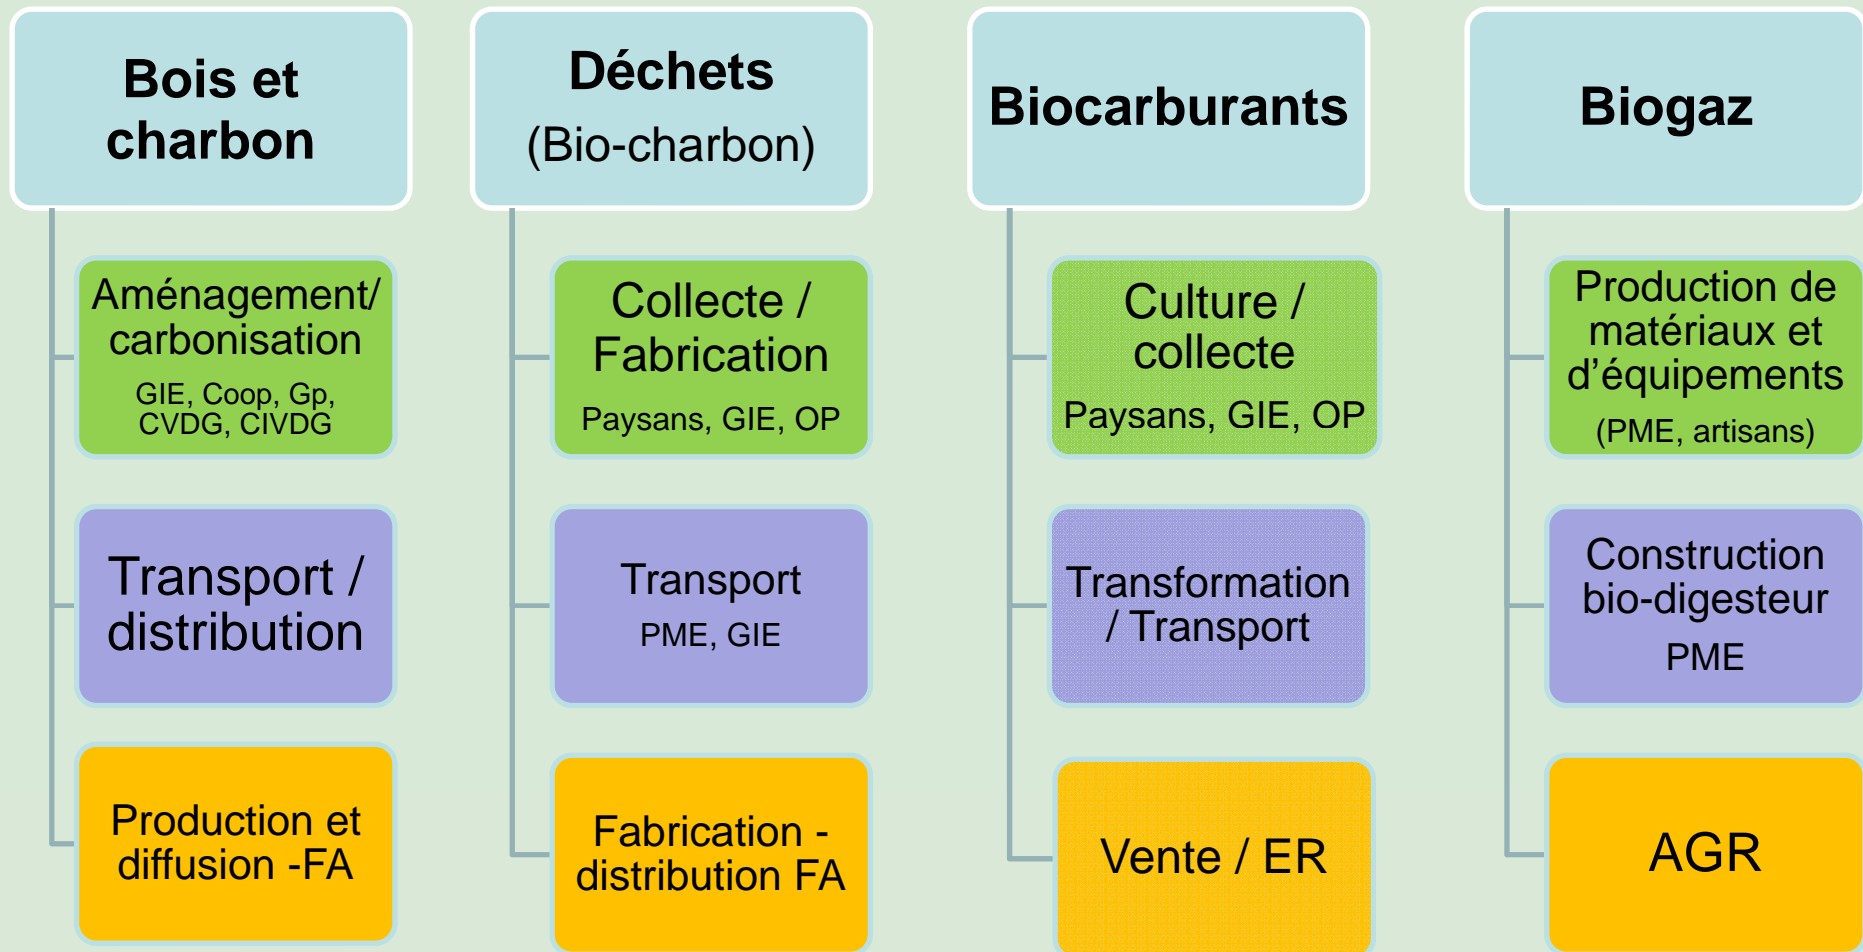 Bois et
charbon
Aménagement/
carbonisation
GIE, Coop, Gp,
CVDG, CIVDG
Transport /
distribution
Production et
diffusion -FA
Déchets
(Bio-charbon)
Collecte /
Fabrication
Paysans, GIE, OP
Transport
PME, GIE
Fabrication -
distribution FA
Biocarburants
Culture /
collecte
Paysans, GIE, OP
Transformation
/ Transport
Vente / ER
Biogaz
Production de
matériaux et
d’équipements
(PME, artisans)
Construction
bio-digesteur
PME
AGR